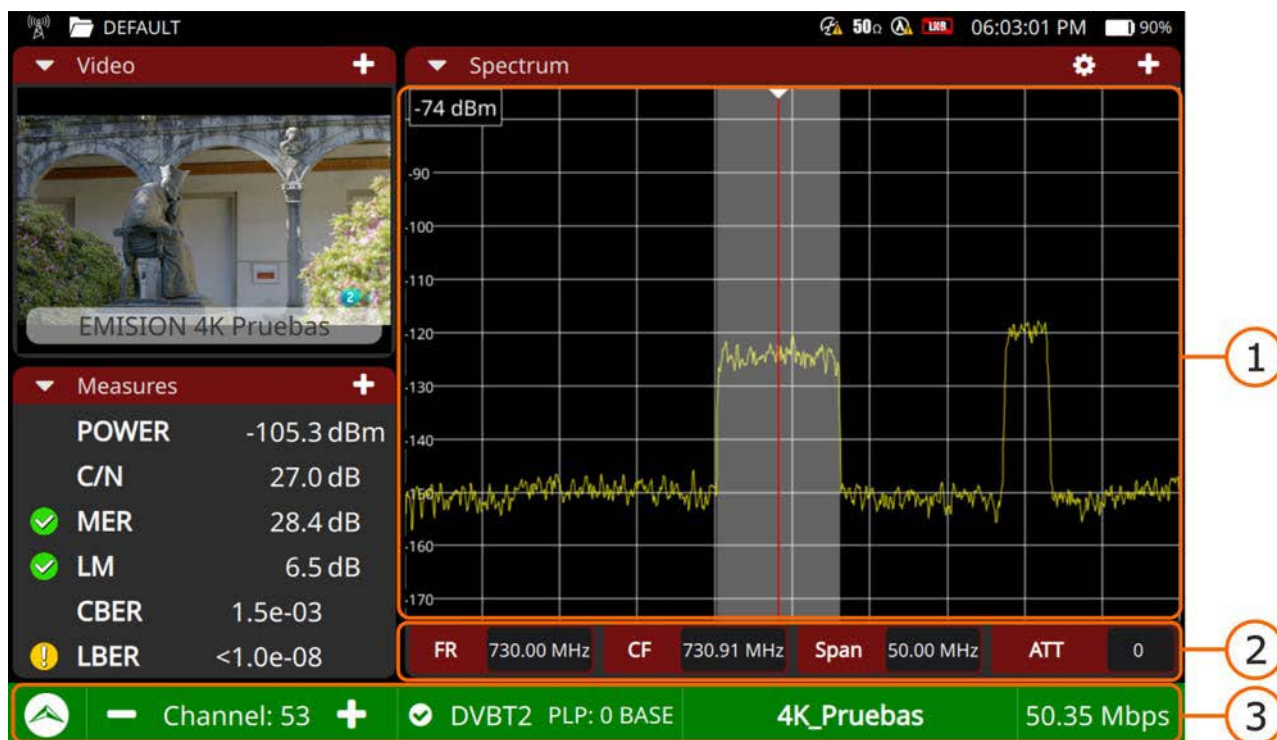 DEFAULT
50Ω LNB 06:03:01 PM 90%
Video
2
EMISION 4K Pruebas
Measures
POWER -105.3 dBm
C/N 27.0 dB
MER 28.4 dB
LM 6.5 dB
CBER 1.5e-03
LBER <1.0e-08
Spectrum
-74 dBm
-90
-100
-110
-120
-130
-140
-150
-160
-170
FR 730.00 MHz CF 730.91 MHz Span 50.00 MHz ATT 0
Channel: 53 DVBT2 PLP: 0 BASE 4K_Pruebas 50.35 Mbps
1
2
3